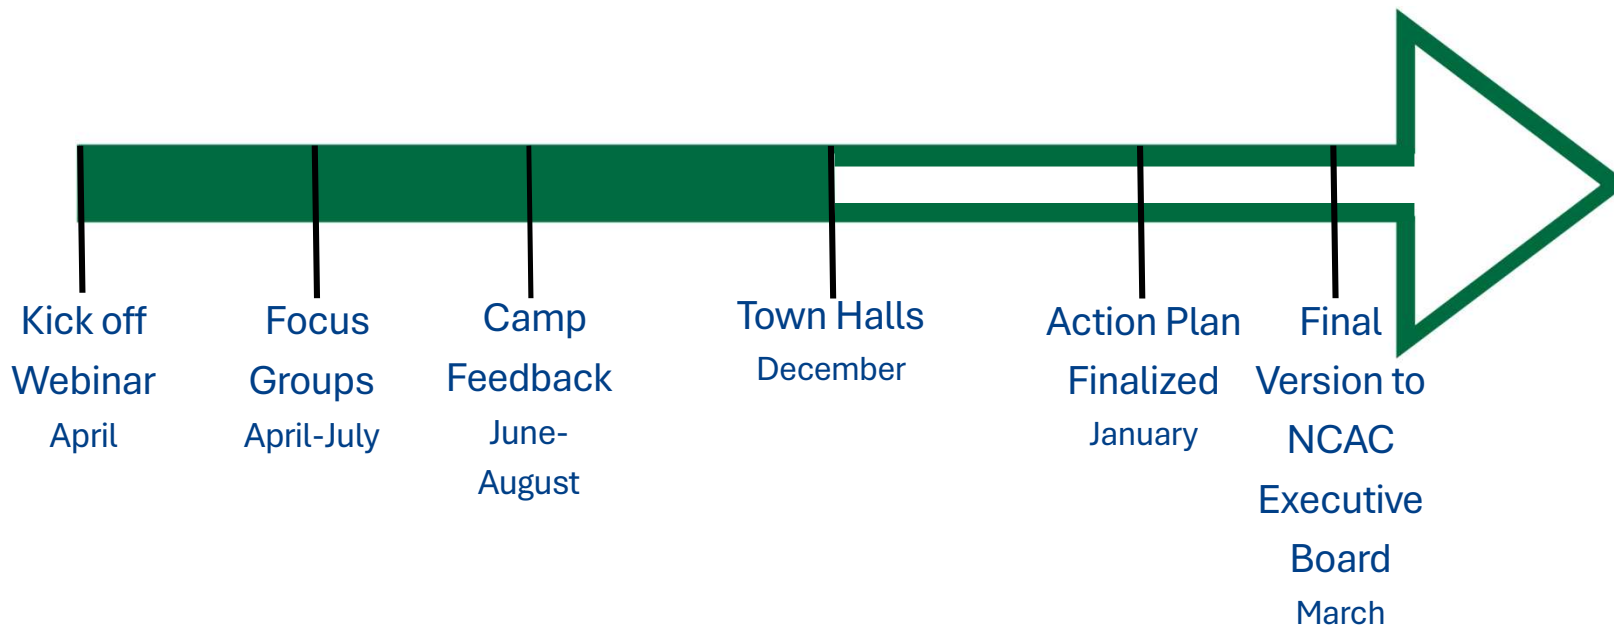 Kick off
Webinar
April
Focus
Groups
April-July
Camp
Feedback
June-
August
Town Halls
December
Action Plan
Finalized
January
Final
Version to
NCAC
Executive
Board
March